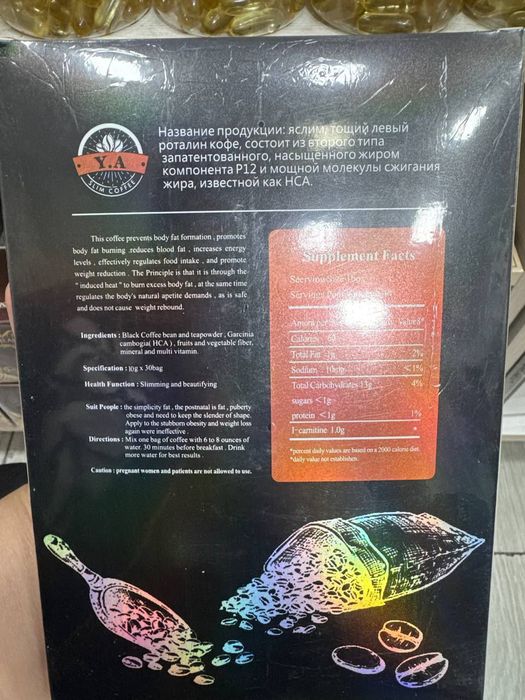 Название продукции: яслим, тощий левый
роталин кофе, состоит из второго типа
запатентованного, насыщенного жиром
компонента P12 и мощной молекулы сжигания
жира, известной как HCA.
Y.A
SLIM COFFEE
This coffee prevents body fat formation , promotes
body fat burning .reduces blood fat , increases energy
levels , effectively regulates food intake , and promote
weight reduction . The Principle is that it is through the
" induced heat " to burn excess body fat , at the same time
regulates the body's natural apetite demands , as is safe
and does not cause weight rebound.
Ingredients : Black Coffee bean and teapowder , Garcinia
cambogia( HCA ) , fruits and vegetable fiber,
mineral and multi vitamin.
Specification : 10g x 30bag
Health Function : Slimming and beautifying
Suit People : the simplicity fat , the postnatal is fat , puberty
obese and need to keep the slender of shape.
Apply to the stubborn obesity and weight loss
again were ineffective .
Directions : Mix one bag of coffee with 6 to 8 ounces of
water. 30 minutes before breakfast . Drink
more water for best results .
Caution : pregnant women and patients are not allowed to use.
Supplement Facts
Amount per
Calories 60
Total Fat 1g 2%
Sodium 10mg <1%
Total Carbohydrates 13g 4%
sugars <1g
protein <1g 1%
l-carnitine 1.0g *
*percent daily values are based on a 2000 calorie diet.
*daily value not establishen.